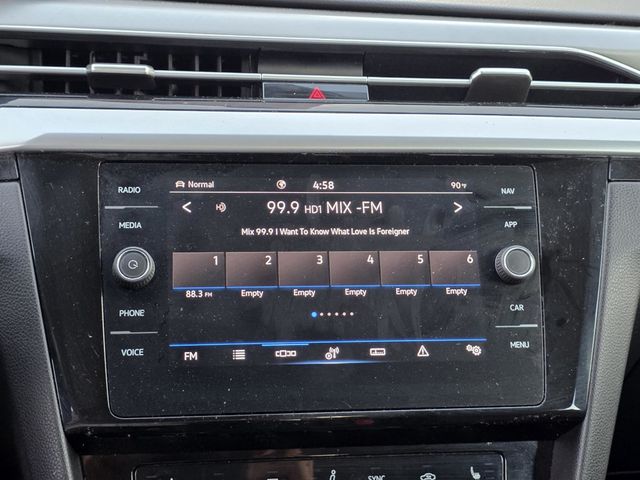 RADIO
MEDIA
PHONE
VOICE
Normal
4:58
90°F
< HD 99.9 HD1 MIX -FM >
Mix 99.9 I Want To Know What Love Is Foreigner
1 2 3 4 5 6
88.3 FM Empty Empty Empty Empty Empty
FM
NAV
APP
CAR
MENU
SYNC